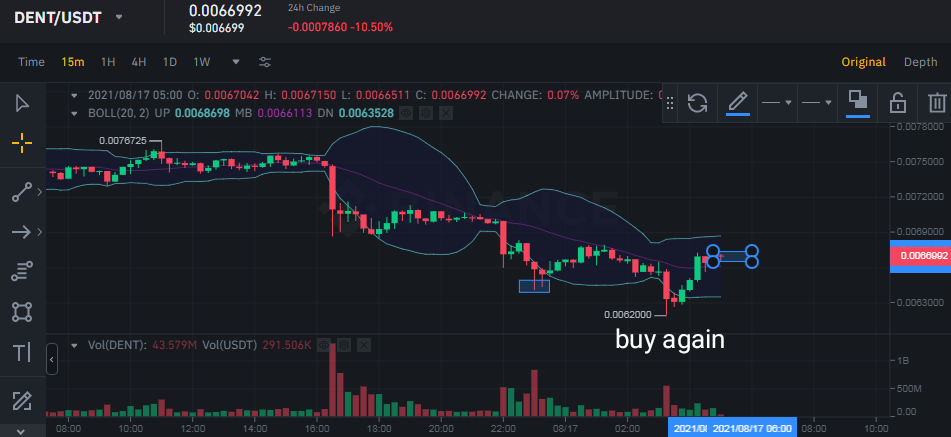 DENT/USDT
0.0066992
$0.006699
24h Change
-0.0007860 -10.50%
Time 15m 1H 4H 1D 1W
Original Depth
2021/08/17 05:00 O: 0.0067042 H: 0.0067150 L: 0.0066511 C: 0.0066992 CHANGE: 0.07% AMPLITUDE:
BOLL(20, 2) UP 0.0068698 MB 0.0066113 DN 0.0063528
0.0078000
0.0076725
0.0075000
0.0072000
0.0069000
0.0066992
0.0063000
0.0062000
buy again
Vol(DENT): 43.579M Vol(USDT) 291.506K
1B
500M
0.00
08:00 10:00 12:00 14:00 16:00 18:00 20:00 22:00 08/17 02:00 2021/0 2021/08/17 06:00 08:00 10:00